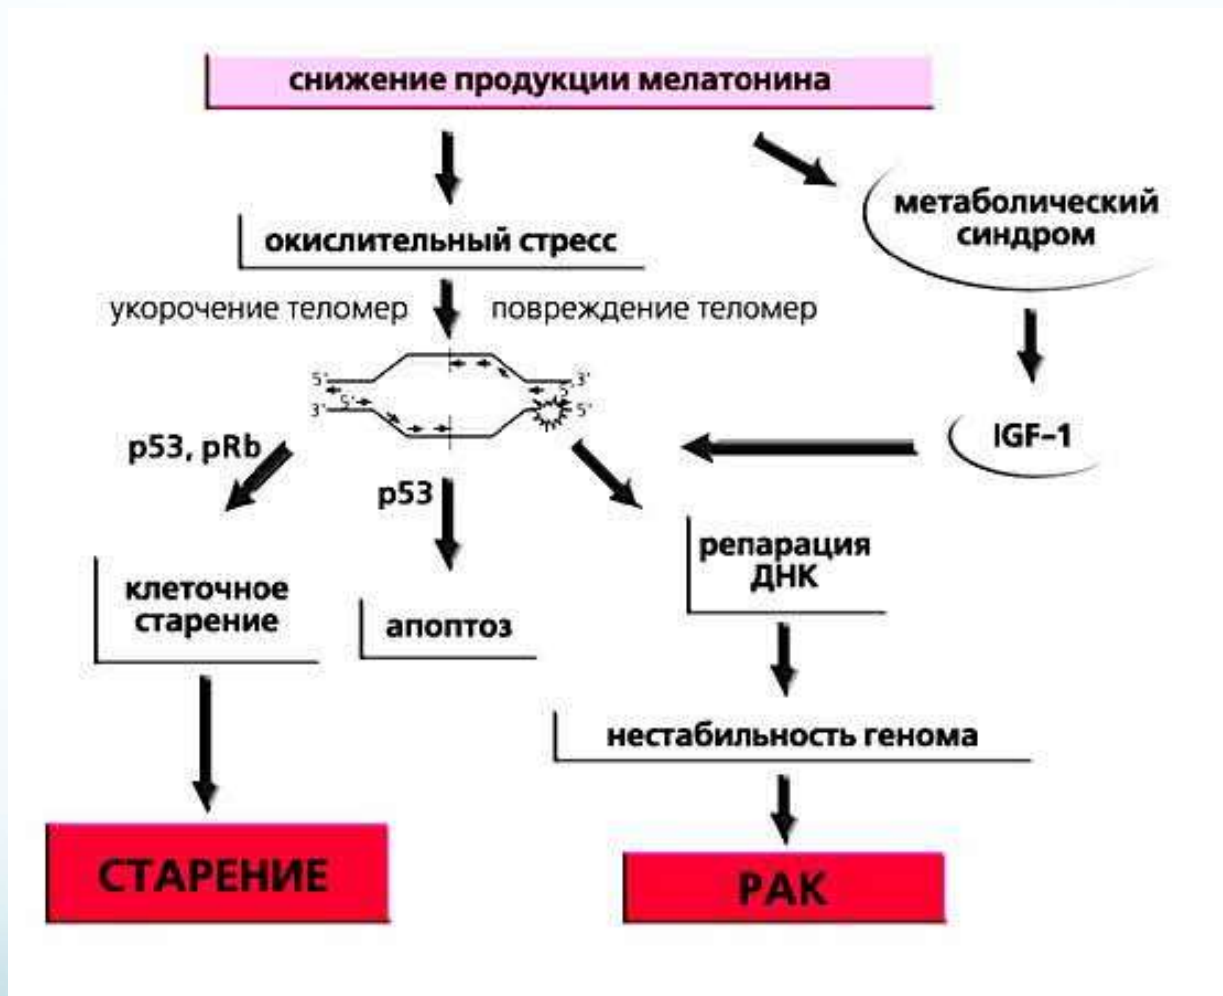 снижение продукции мелатонина
метаболический
синдром
окислительный стресс
укорочение теломер
повреждение теломер
5'
3'
5'
3'
5'
5'
IGF-1
p53, pRb
p53
репарация
ДНК
клеточное
старение
апоптоз
нестабильность генома
СТАРЕНИЕ
РАК